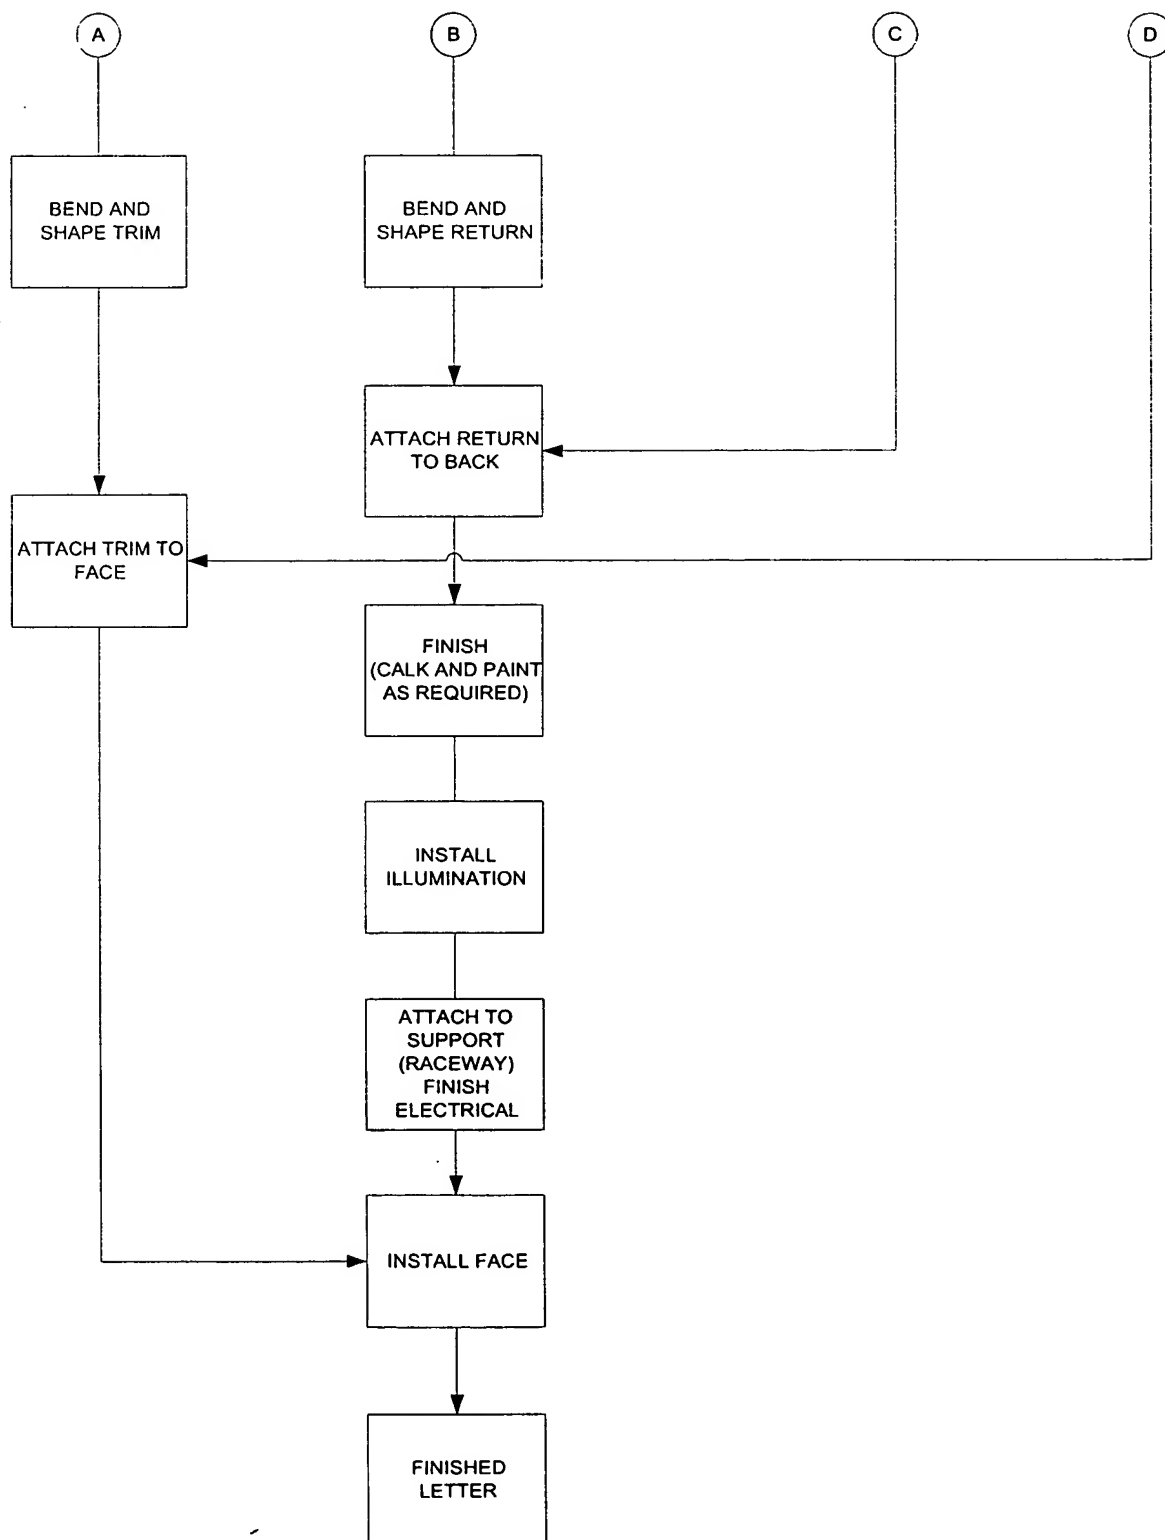 A
B
C
D
BEND AND
SHAPE TRIM
BEND AND
SHAPE RETURN
ATTACH RETURN
TO BACK
ATTACH TRIM TO
FACE
FINISH
(CALK AND PAINT
AS REQUIRED)
INSTALL
ILLUMINATION
ATTACH TO
SUPPORT
(RACEWAY)
FINISH
ELECTRICAL
INSTALL FACE
FINISHED
LETTER